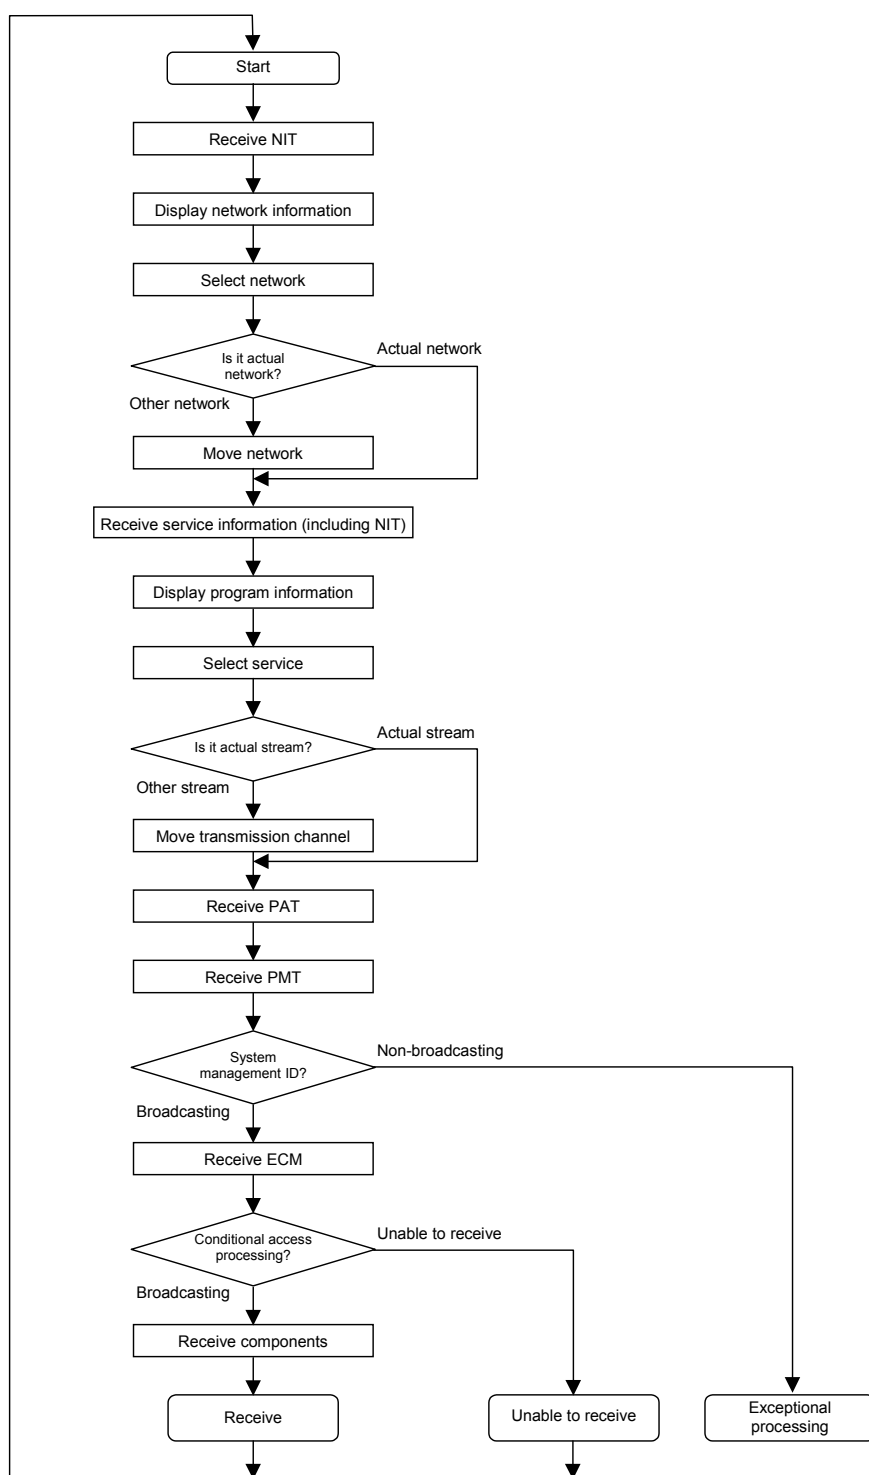 Start
Receive NIT
Display network information
Select network
Is it actual
network?
Actual network
Other network
Move network
Receive service information (including NIT)
Display program information
Select service
Is it actual stream?
Actual stream
Other stream
Move transmission channel
Receive PAT
Receive PMT
System
management ID?
Non-broadcasting
Broadcasting
Receive ECM
Conditional access
processing?
Unable to receive
Broadcasting
Receive components
Receive
Unable to receive
Exceptional
processing